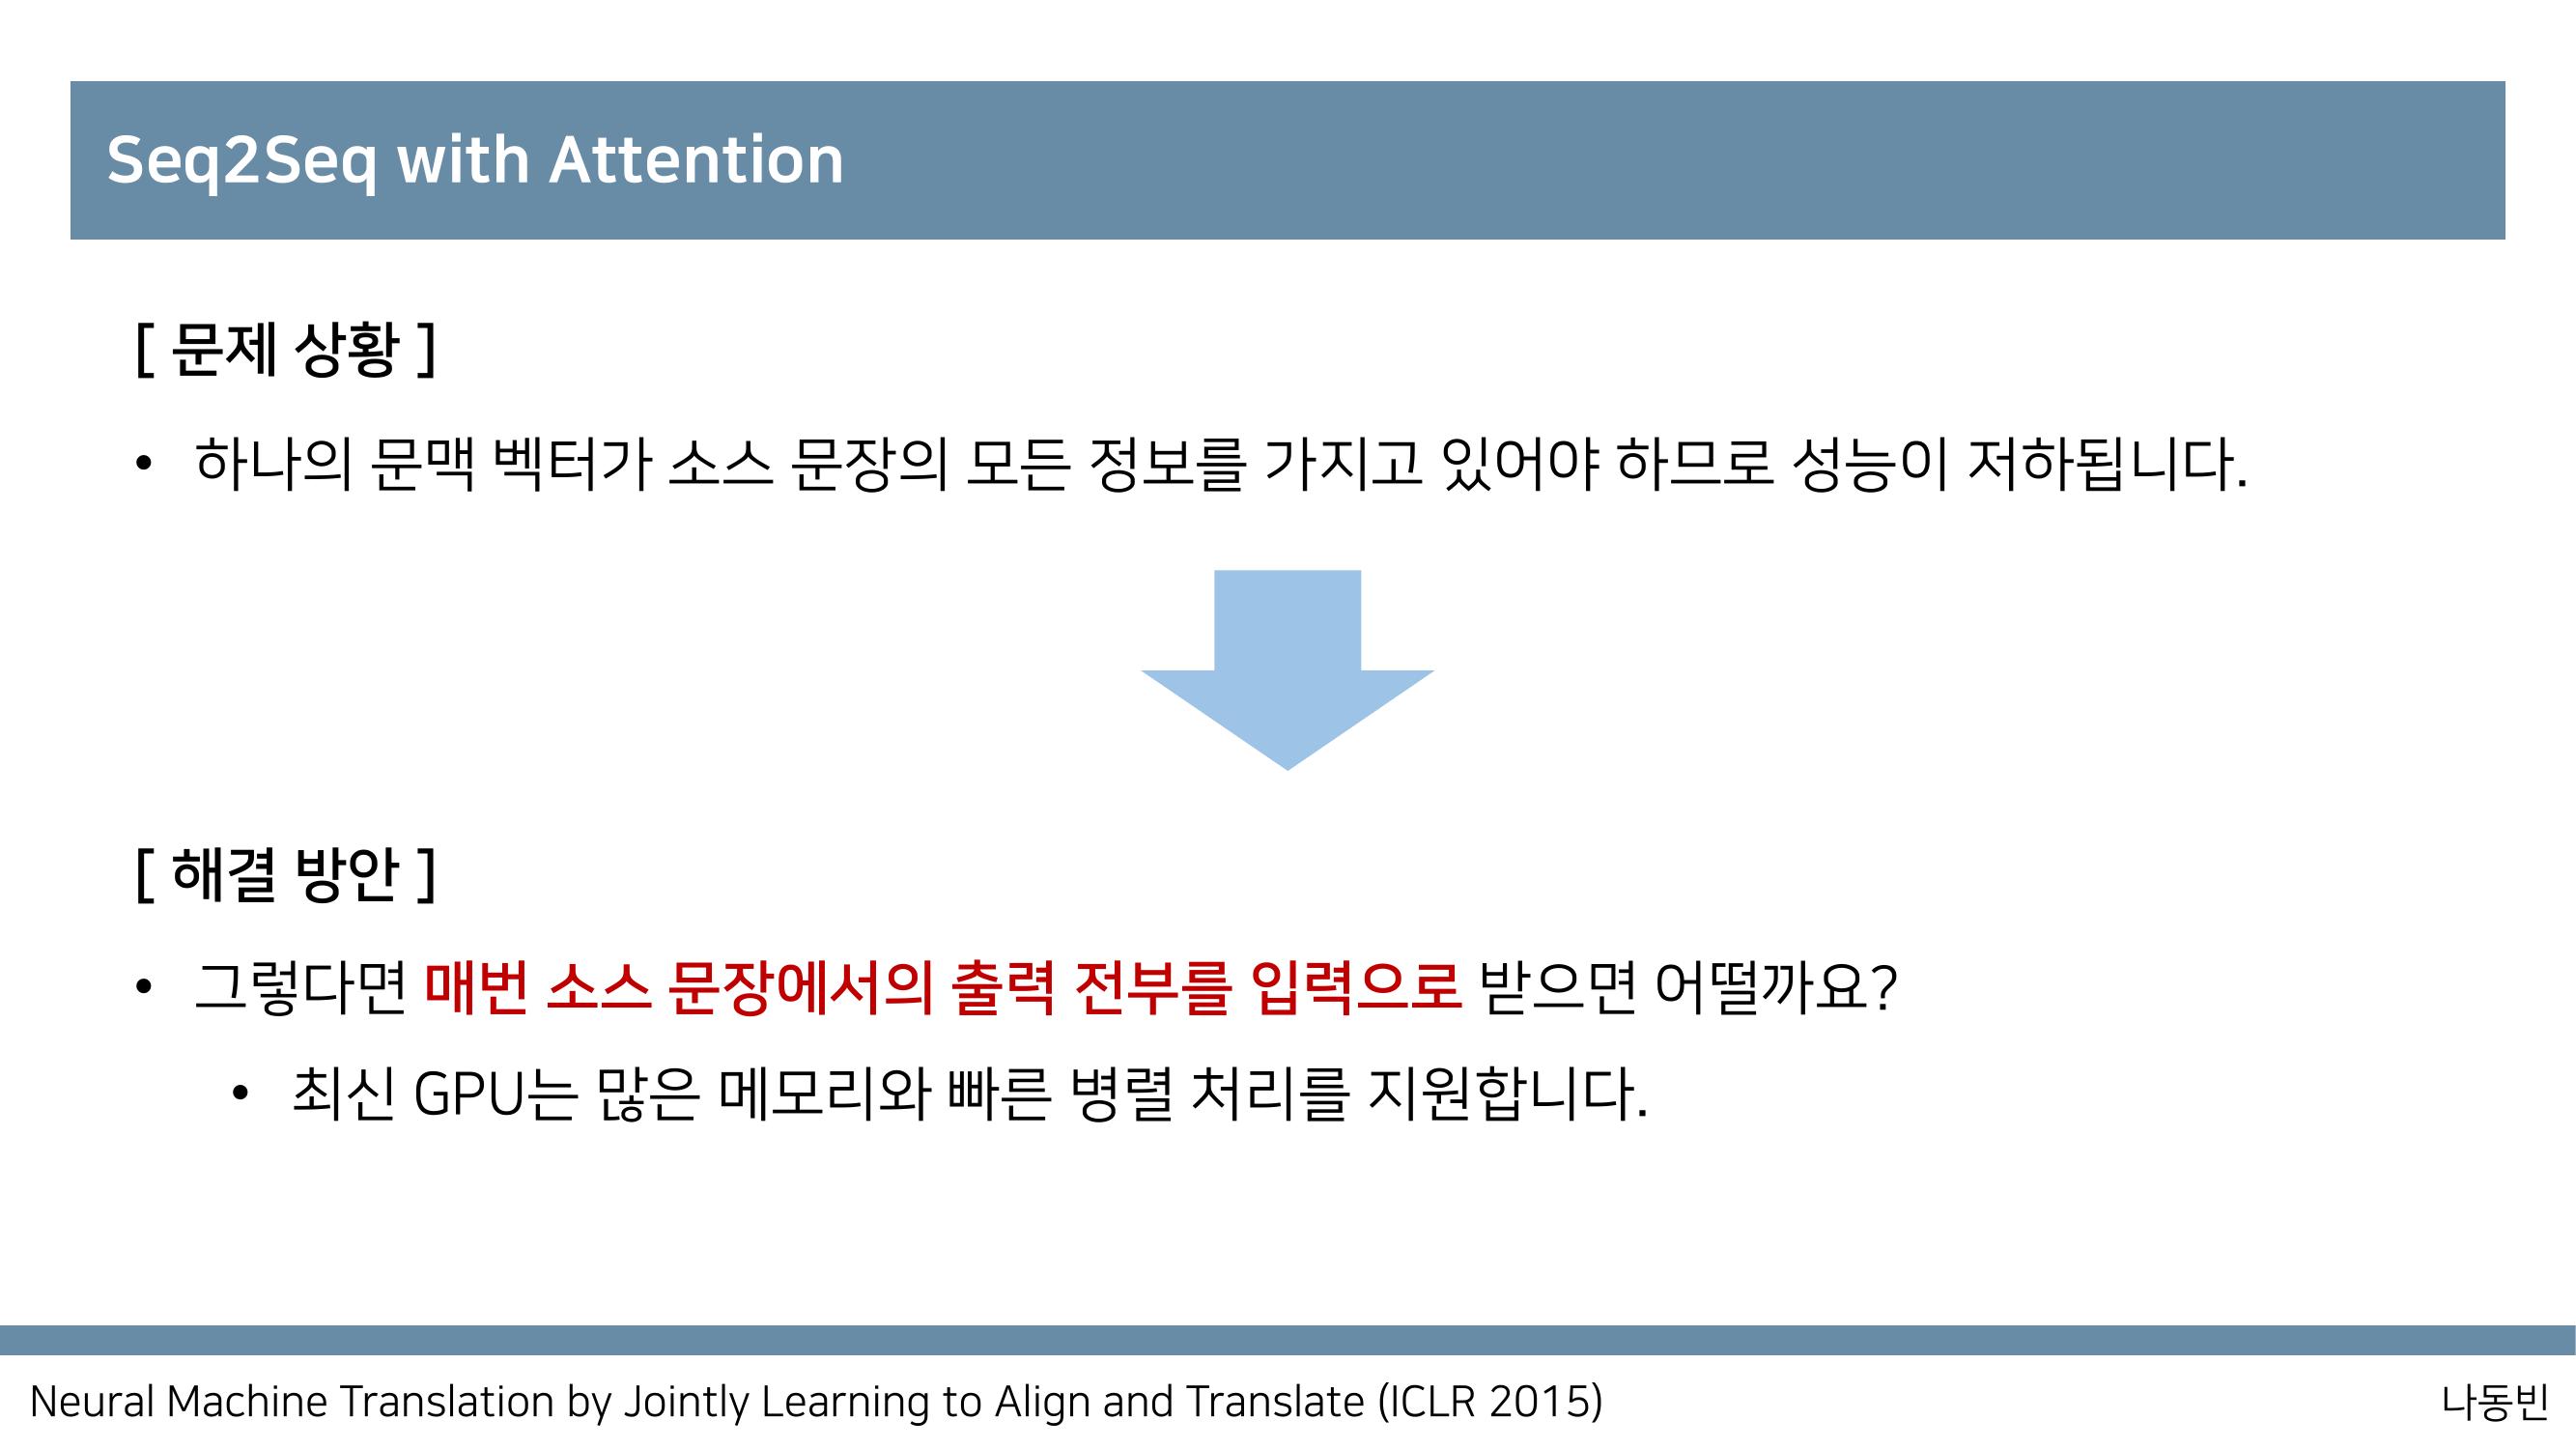 Seq2Seq with Attention
[ 문제 상황 ]
• 하나의 문맥 벡터가 소스 문장의 모든 정보를 가지고 있어야 하므로 성능이 저하됩니다.
[ 해결 방안 ]
• 그렇다면 매번 소스 문장에서의 출력 전부를 입력으로 받으면 어떨까요?
• 최신 GPU는 많은 메모리와 빠른 병렬 처리를 지원합니다.
Neural Machine Translation by Jointly Learning to Align and Translate (ICLR 2015)
나동빈